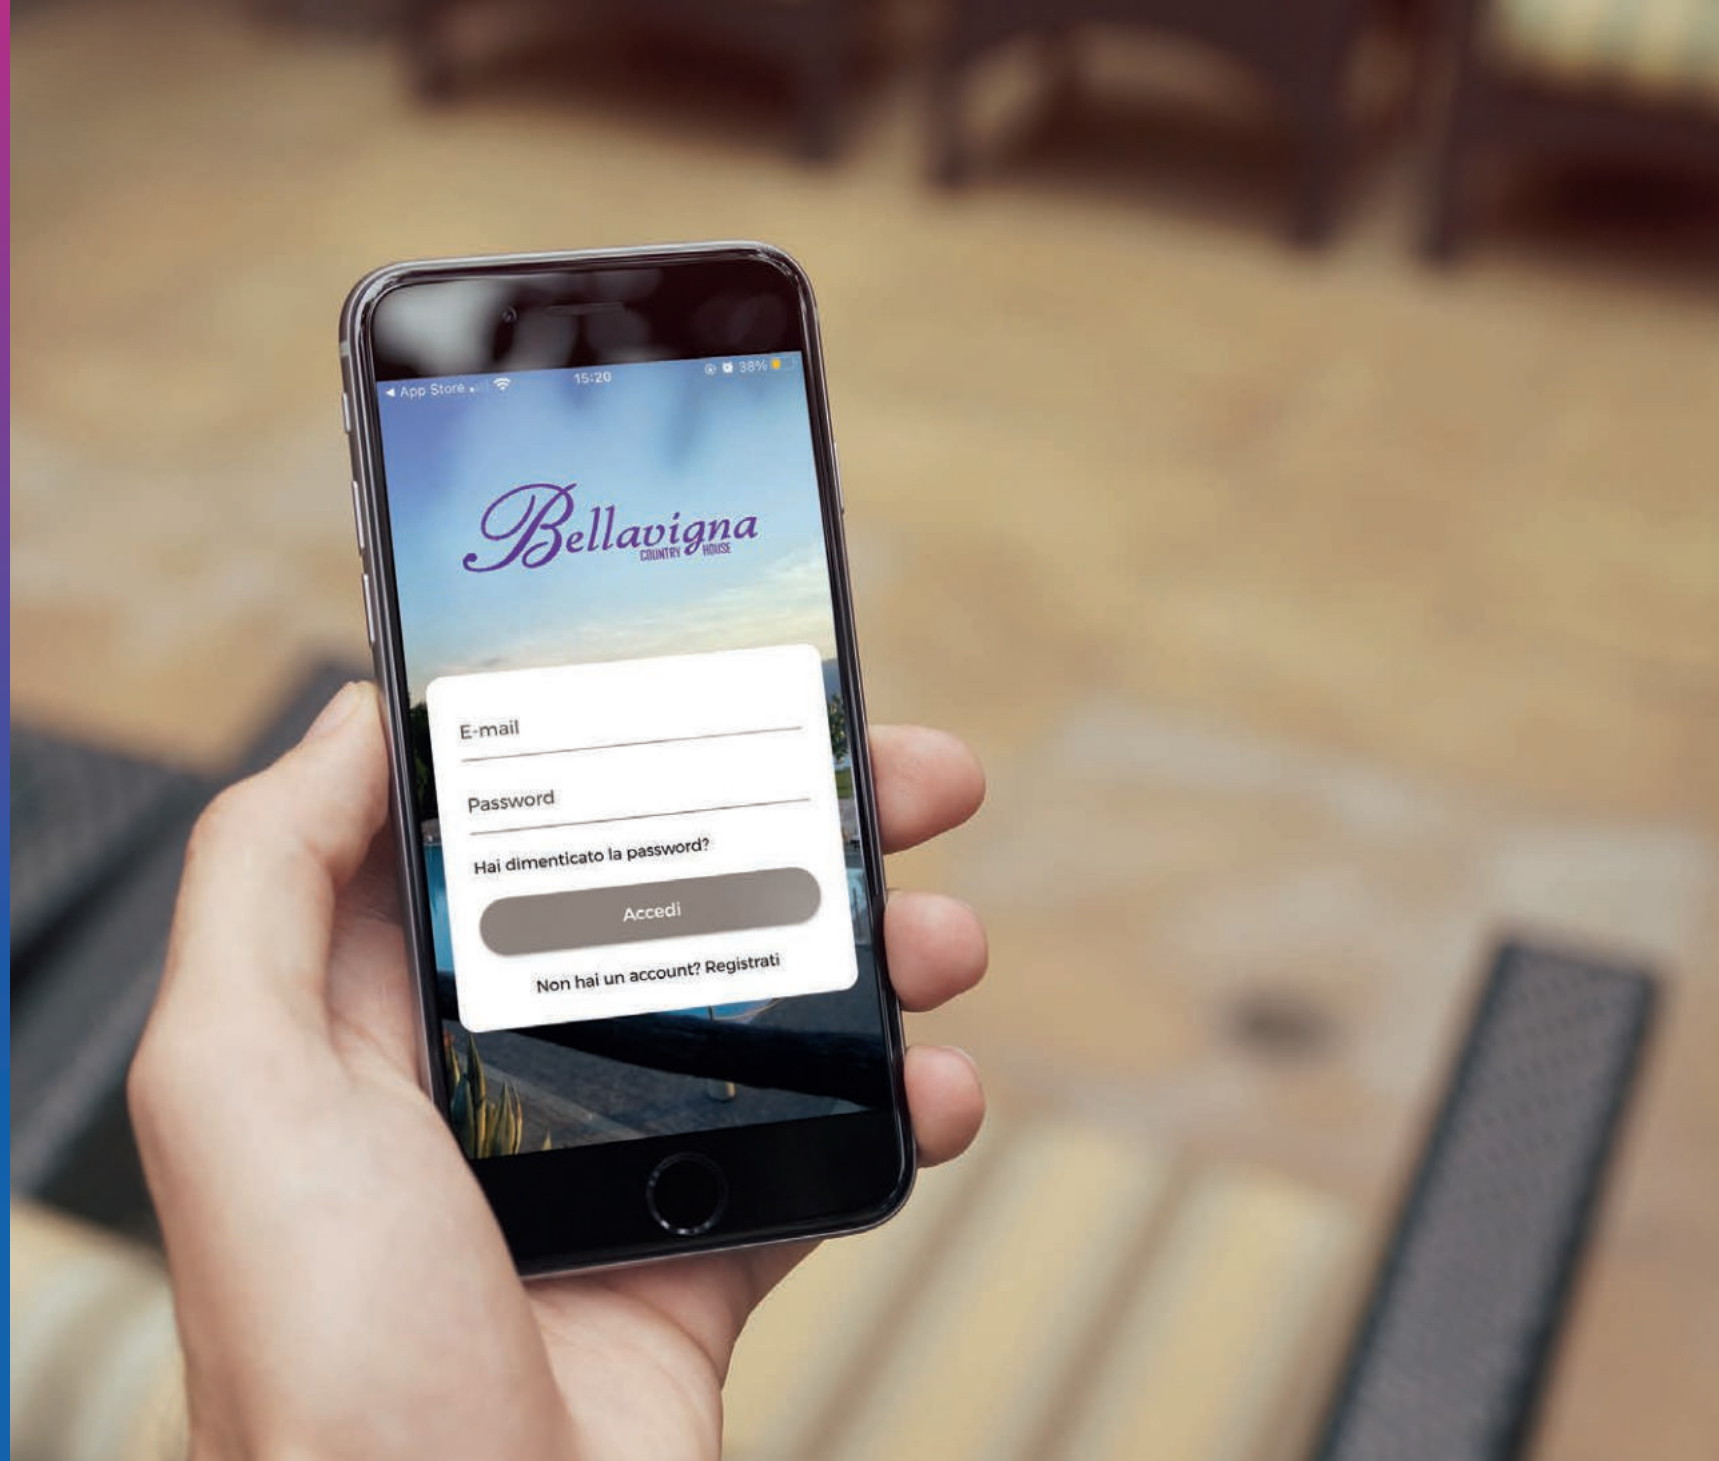 ◀ App Store 15:20 38%
Bellavigna
COUNTRY HOUSE
E-mail
Password
Hai dimenticato la password?
Accedi
Non hai un account? Registrati